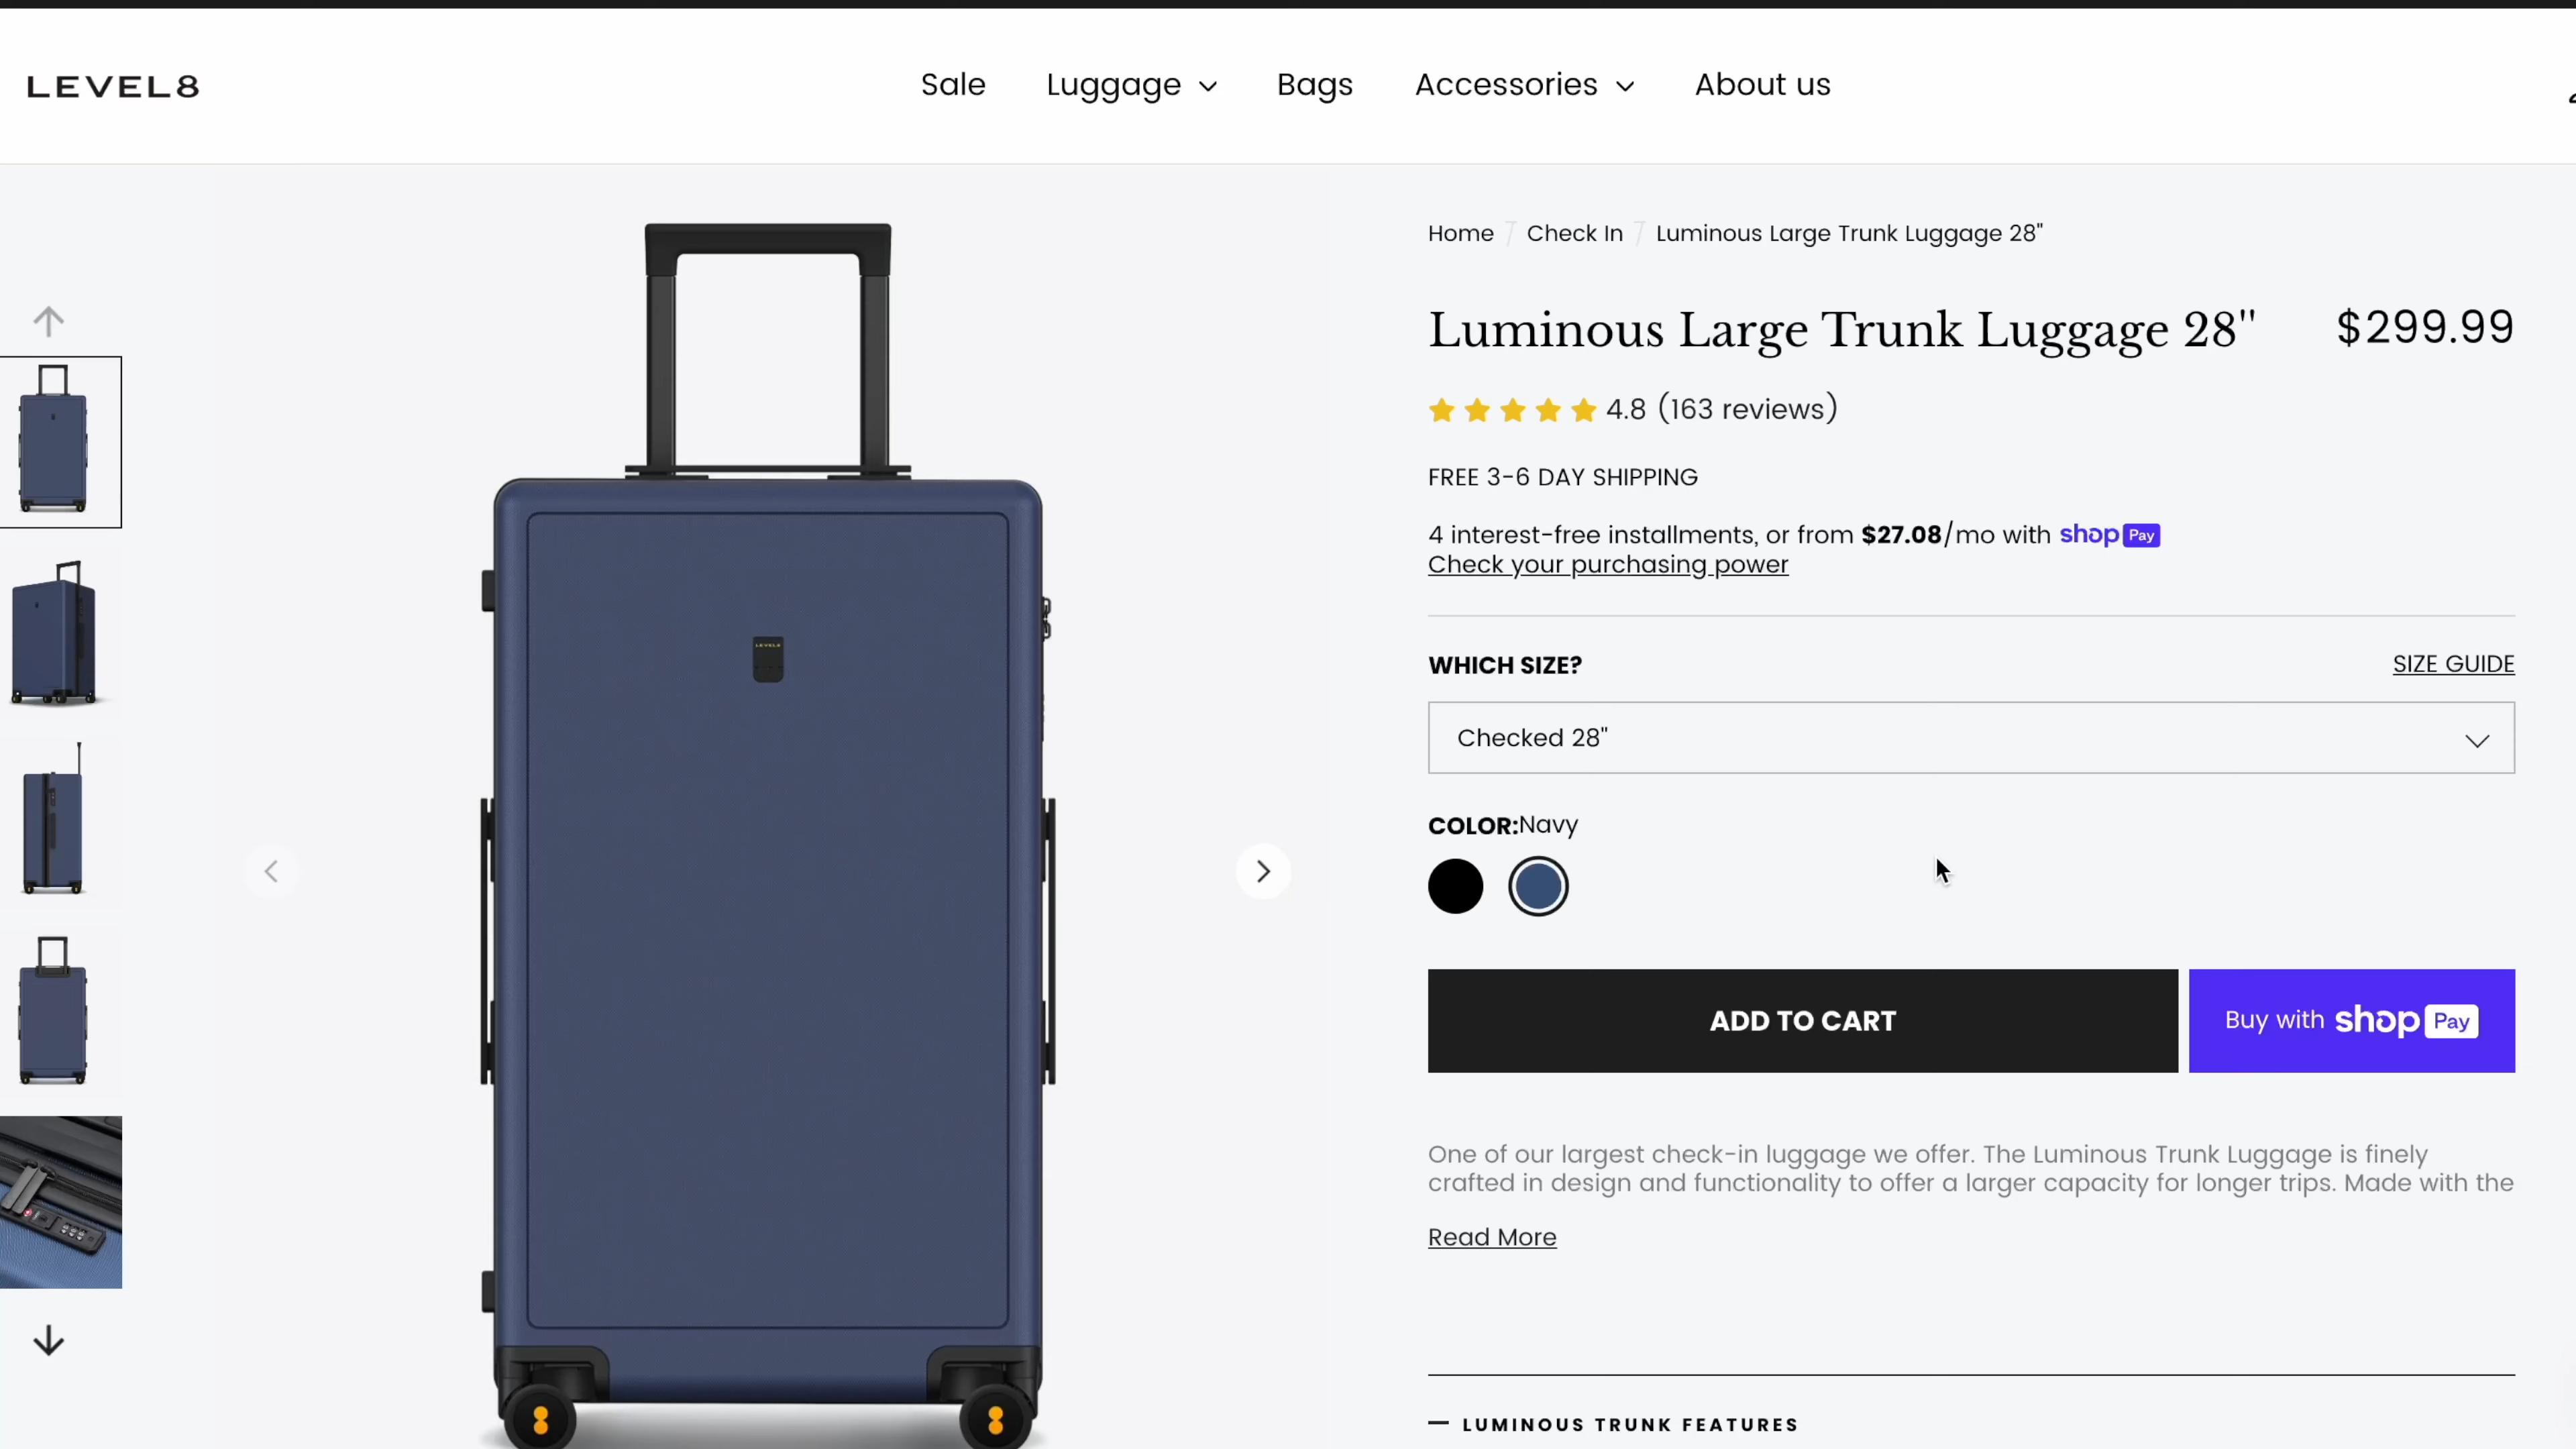 LEVEL8
Sale
Luggage
Bags
Accessories
About us
Home / Check In / Luminous Large Trunk Luggage 28"
Luminous Large Trunk Luggage 28"
$299.99
4.8 (163 reviews)
FREE 3-6 DAY SHIPPING
4 interest-free installments, or from $27.08/mo with shop Pay
Check your purchasing power
WHICH SIZE?
SIZE GUIDE
Checked 28"
COLOR:Navy
ADD TO CART
Buy with shop Pay
One of our largest check-in luggage we offer. The Luminous Trunk Luggage is finely
crafted in design and functionality to offer a larger capacity for longer trips. Made with the
Read More
— LUMINOUS TRUNK FEATURES
LEVEL8